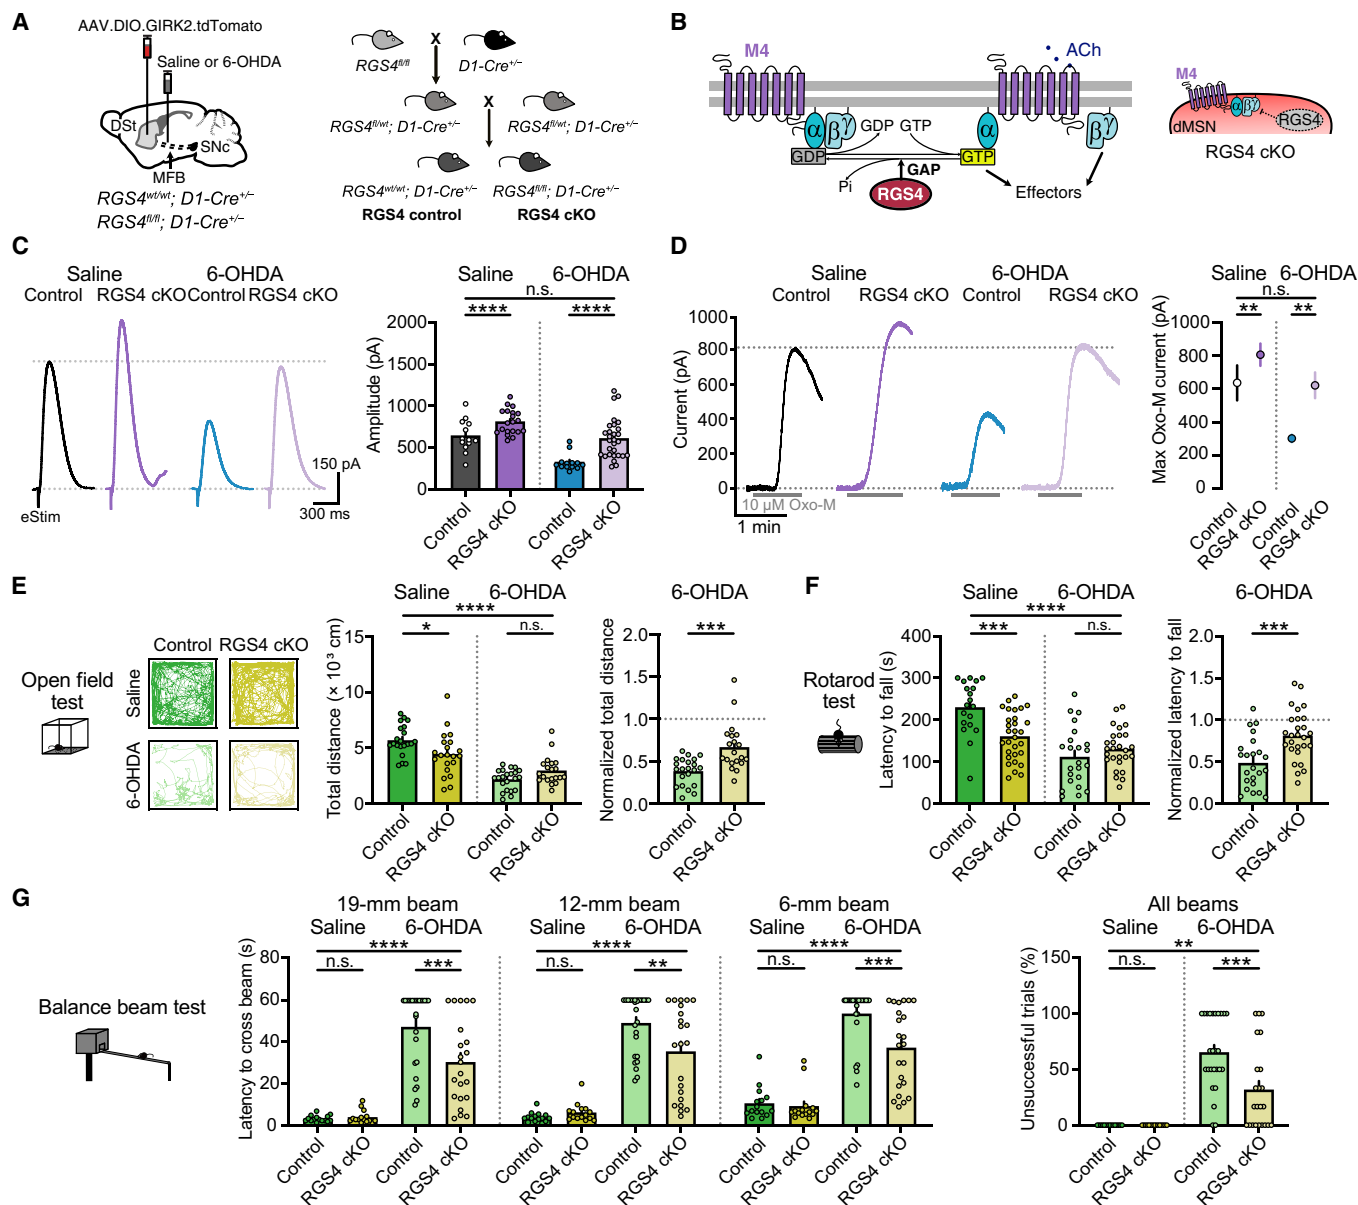 A
AAV.DIO.GIRK2.tdTomato
Saline or 6-OHDA
DSt
SNc
MFB
RGS4wt/wt; D1-Cre+/–
RGS4fl/fl; D1-Cre+/–
X
RGS4fl/fl
D1-Cre+/–
X
RGS4fl/wt; D1-Cre+/–
RGS4fl/wt; D1-Cre+/–
RGS4wt/wt; D1-Cre+/–
RGS4fl/fl; D1-Cre+/–
RGS4 control
RGS4 cKO
B
M4
ACh
α
β
γ
GDP
GDP
GTP
α
GTP
β
γ
GAP
Pi
RGS4
Effectors
M4
α
β
γ
RGS4
dMSN
RGS4 cKO
C
Saline
6-OHDA
Control
RGS4 cKO
Control
RGS4 cKO
150 pA
300 ms
eStim
Saline
6-OHDA
n.s.
****
****
Amplitude (pA)
2000
1500
1000
500
0
Control
RGS4 cKO
Control
RGS4 cKO
D
Saline
6-OHDA
Control
RGS4 cKO
Control
RGS4 cKO
Current (pA)
1000
800
600
400
200
0
10 µM Oxo-M
1 min
Saline
6-OHDA
n.s.
**
**
Max Oxo-M current (pA)
1000
800
600
400
200
0
Control
RGS4 cKO
Control
RGS4 cKO
E
Open field
test
Control
RGS4 cKO
Saline
6-OHDA
Saline
6-OHDA
****
*
n.s.
Total distance (× 10³ cm)
15
10
5
0
Control
RGS4 cKO
Control
RGS4 cKO
6-OHDA
***
Normalized total distance
2.0
1.5
1.0
0.5
0.0
Control
RGS4 cKO
F
Rotarod
test
Saline
6-OHDA
****
***
n.s.
Latency to fall (s)
400
300
200
100
0
Control
RGS4 cKO
Control
RGS4 cKO
6-OHDA
***
Normalized latency to fall
2.0
1.5
1.0
0.5
0.0
Control
RGS4 cKO
G
Balance beam test
19-mm beam
12-mm beam
6-mm beam
Saline
6-OHDA
Saline
6-OHDA
Saline
6-OHDA
****
****
****
n.s.
***
n.s.
**
n.s.
***
Latency to cross beam (s)
80
60
40
20
0
Control
RGS4 cKO
Control
RGS4 cKO
Control
RGS4 cKO
Control
RGS4 cKO
Control
RGS4 cKO
Control
RGS4 cKO
All beams
Saline
6-OHDA
**
n.s.
***
Unsuccessful trials (%)
150
100
50
0
Control
RGS4 cKO
Control
RGS4 cKO